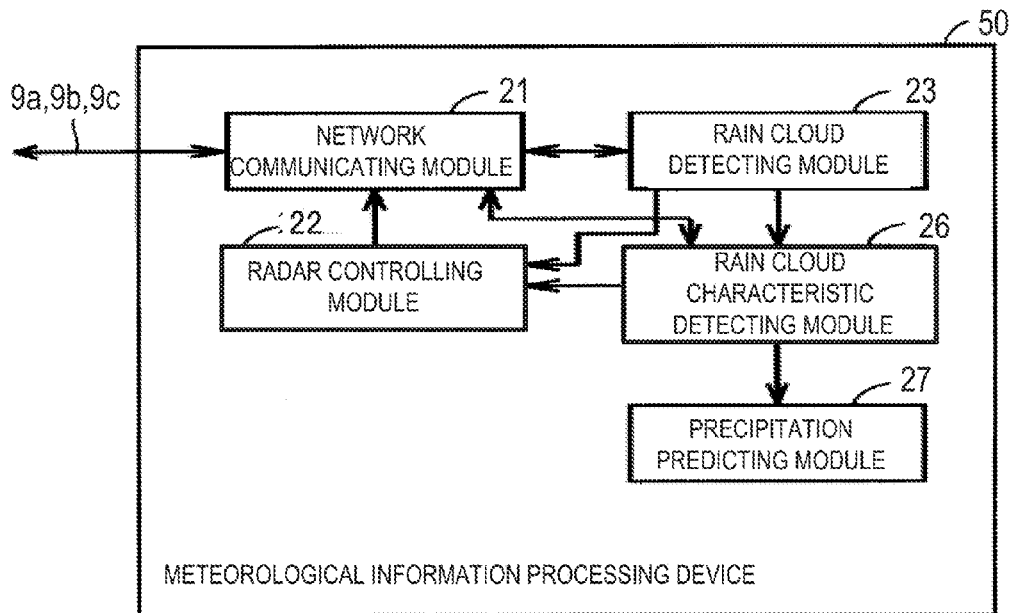 50
9a,9b,9c
21
23
NETWORK
COMMUNICATING MODULE
RAIN CLOUD
DETECTING MODULE
22
26
RADAR CONTROLLING
MODULE
RAIN CLOUD
CHARACTERISTIC
DETECTING MODULE
27
PRECIPITATION
PREDICTING MODULE
METEOROLOGICAL INFORMATION PROCESSING DEVICE